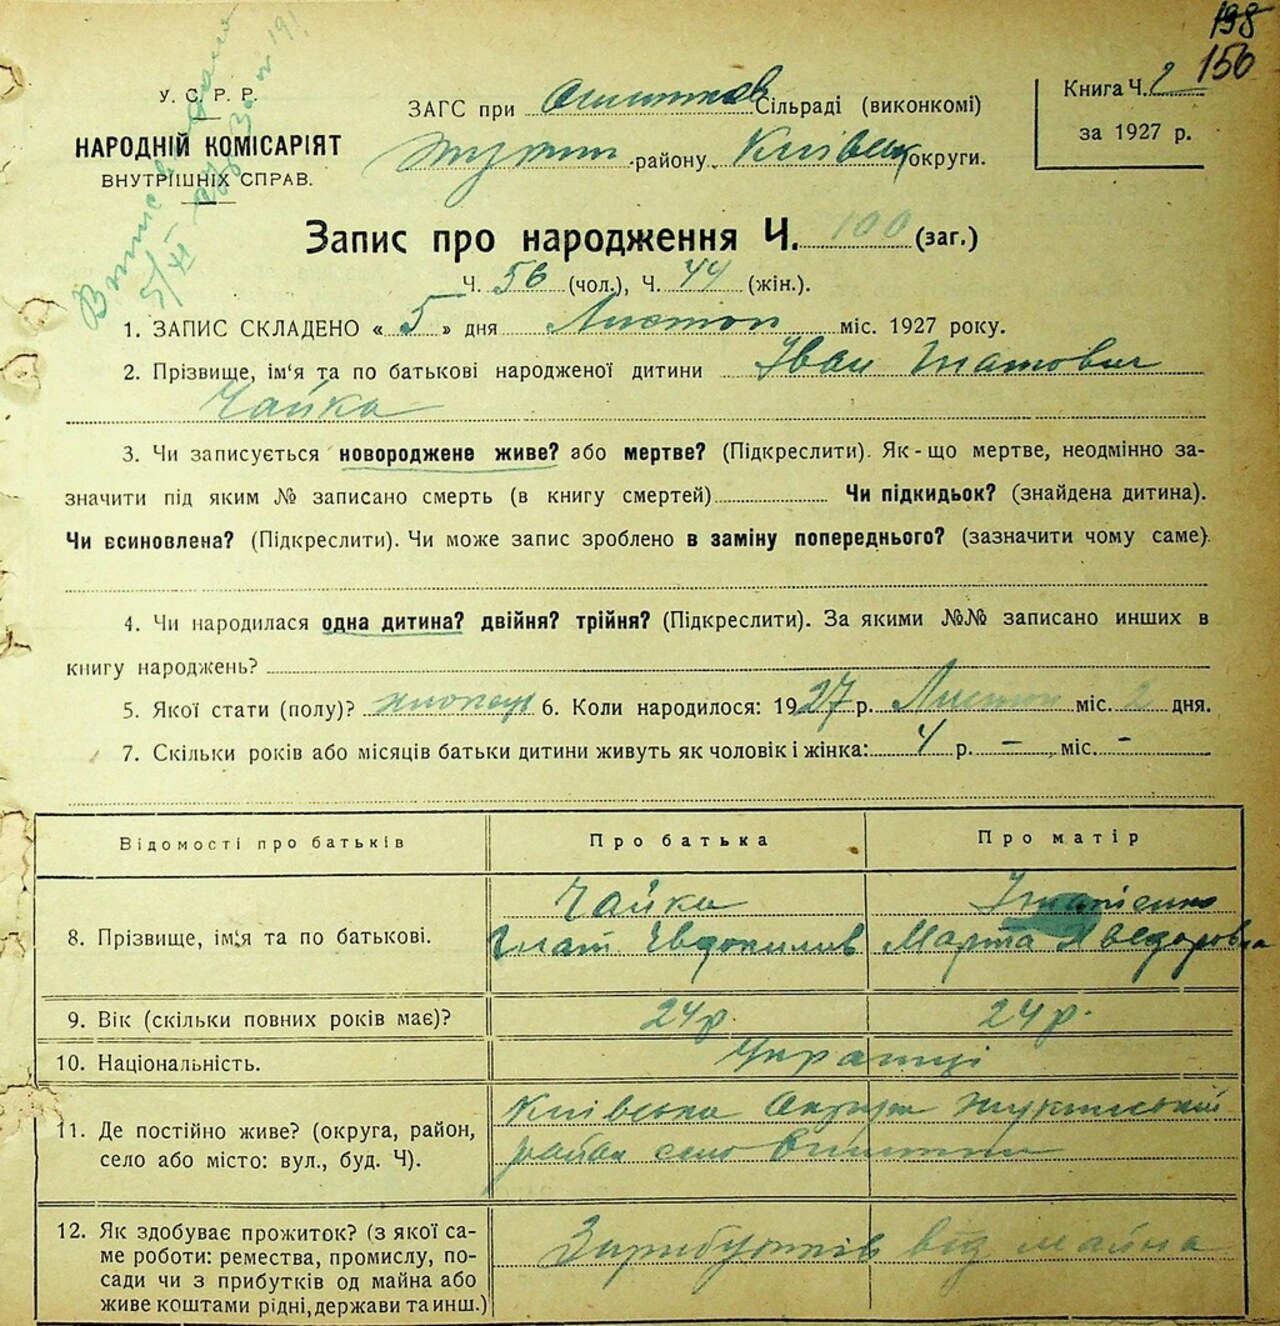 198
156
У. С. Р. Р.
НАРОДНІЙ КОМІСАРІЯТ
ВНУТРІШНІХ СПРАВ.
ЗАГС при Сільраді (виконкомі)
району Київськ округи.
Книга Ч. 2
за 1927 р.
Запис про народження Ч. 100 (заг.)
Ч. 56 (чол.), Ч. 44 (жін.).
1. ЗАПИС СКЛАДЕНО « 5 » дня Листоп міс. 1927 року.
2. Прізвище, ім'я та по батькові народженої дитини Іван Гнатович
Чайка
3. Чи записується новороджене живе? або мертве? (Підкреслити). Як-що мертве, неодмінно за-
значити під яким № записано смерть (в книгу смертей) Чи підкидьок? (знайдена дитина).
Чи всиновлена? (Підкреслити). Чи може запис зроблено в заміну попереднього? (зазначити чому саме).
4. Чи народилася одна дитина? двійня? трійня? (Підкреслити). За якими №№ записано инших в
книгу народжень?
5. Якої стати (полу)? хлопець 6. Коли народилося: 1927 р. Листоп міс. 2 дня.
7. Скільки років або місяців батьки дитини живуть як чоловік і жінка: 4 р. – міс. –
Відомості про батьків Про батька Про матір
8. Прізвище, ім'я та по батькові. Чайка
Гнат Євдокимів Марта
9. Вік (скільки повних років має)? 24 р. 24 р.
10. Національність. Українці
11. Де постійно живе? (округа, район,
село або місто: вул., буд. Ч). Київська Округа Жукинський
район село
12. Як здобуває прожиток? (з якої са-
ме роботи: ремества, промислу, по-
сади чи з прибутків од майна або
живе коштами рідні, держави та инш.) від майна